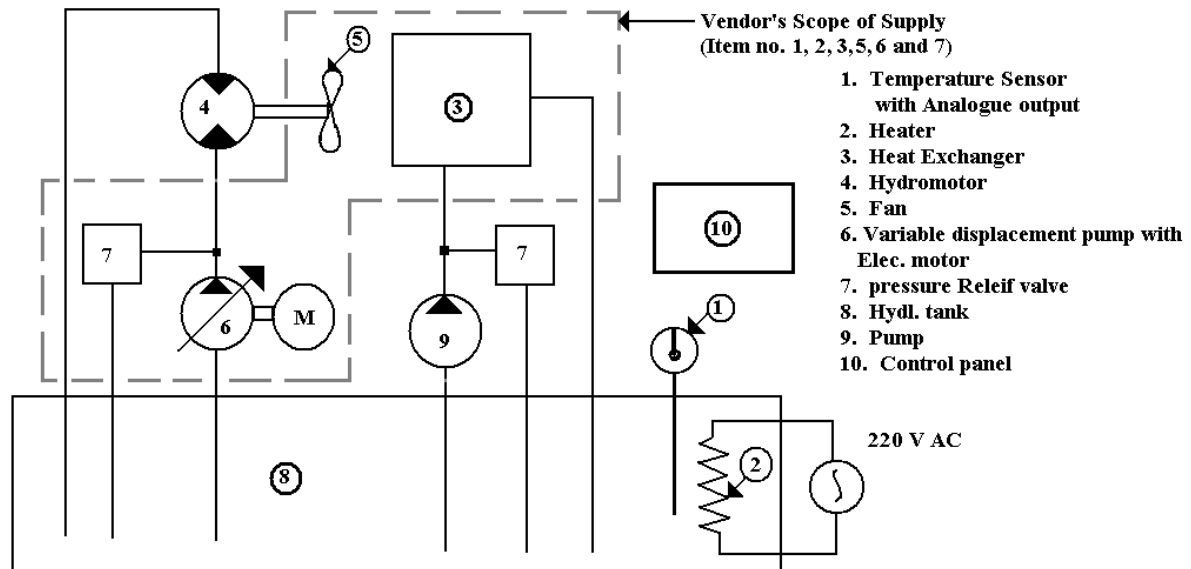 Vendor's Scope of Supply
(Item no. 1, 2, 3,5, 6 and 7)
1. Temperature Sensor
with Analogue output
2. Heater
3. Heat Exchanger
4. Hydromotor
5. Fan
6. Variable displacement pump with
Elec. motor
7. pressure Releif valve
8. Hydl. tank
9. Pump
10. Control panel
5
4
3
10
7
7
6
M
9
1
220 V AC
2
8